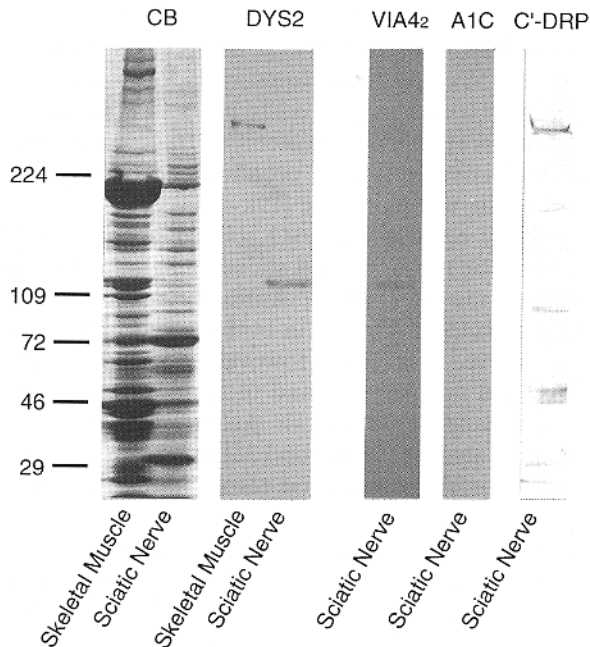 CB DYS2 VIA4₂ A1C C'-DRP
224
109
72
46
29
Skeletal Muscle
Sciatic Nerve
Skeletal Muscle
Sciatic Nerve
Sciatic Nerve
Sciatic Nerve
Sciatic Nerve